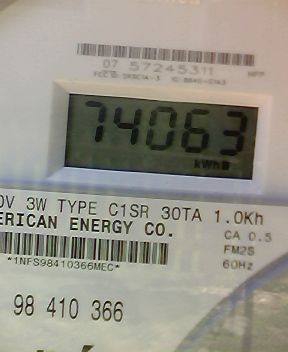 07 57245311
74063
kWh
0V 3W TYPE C1SR 30TA 1.0Kh
ERICAN ENERGY CO.
CA 0.5
FM2S
*1NFS98410366MEC*
60Hz
98 410 366